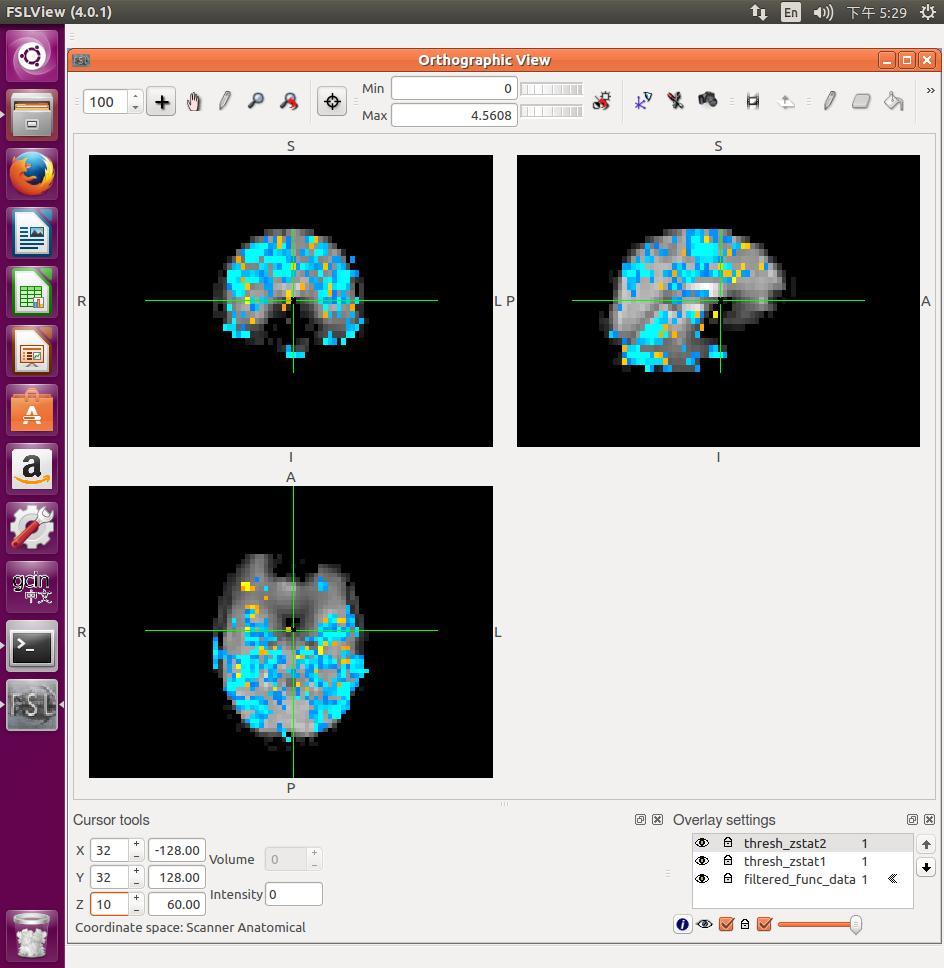 FSLView (4.0.1)
En
下午 5:29
FSL
Orthographic View
100
Min
0
Max
4.5608
»
S
S
R
L
P
A
I
I
A
R
L
P
gcin
中文
FSL
Cursor tools
X
32
-128.00
Y
32
128.00
Z
10
60.00
Volume
0
Intensity
0
Coordinate space: Scanner Anatomical
Overlay settings
thresh_zstat2 1
thresh_zstat1 1
filtered_func_data 1